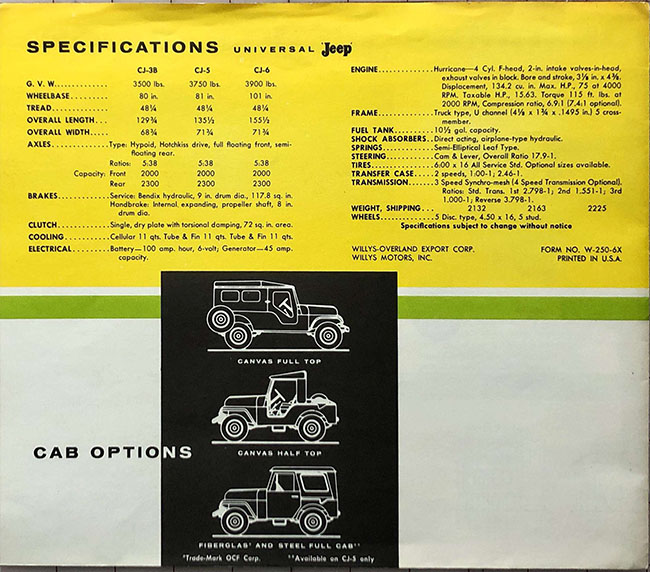 SPECIFICATIONS UNIVERSAL 'Jeep'
CJ-3B CJ-5 CJ-6
G. V. W. 3500 lbs. 3750 lbs. 3900 lbs.
WHEELBASE 80 in. 81 in. 101 in.
TREAD 48¼ 48¼ 48¼
OVERALL LENGTH 129¾ 135½ 155½
OVERALL WIDTH 68¾ 71¾ 71¾
AXLES Type: Hypoid, Hotchkiss drive, full floating front, semi-
floating rear.
Ratios: 5.38 5.38 5.38
Capacity: Front 2000 2000 2000
Rear 2300 2300 2300
BRAKES Service: Bendix hydraulic, 9 in. drum dia., 117.8 sq. in.
Handbrake: Internal, expanding, propeller shaft, 8 in.
drum dia.
CLUTCH Single, dry plate with torsional damping, 72 sq. in. area.
COOLING Cellular 11 qts. Tube & Fin 11 qts. Tube & Fin 11 qts.
ELECTRICAL Battery—100 amp. hour, 6-volt; Generator—45 amp.
capacity.
ENGINE Hurricane—4 Cyl. F-head, 2-in. intake valves-in-head,
exhaust valves in block. Bore and stroke, 3⅛ in. x 4⅜.
Displacement, 134.2 cu. in. Max. H.P., 75 at 4000
RPM. Taxable H.P., 15.63. Torque 115 ft. lbs. at
2000 RPM, Compression ratio, 6.9:1 (7.4:1 optional).
FRAME Truck type, U channel (4⅛ x 1¾ x .1495 in.) 5 cross-
member.
FUEL TANK 10½ gal. capacity.
SHOCK ABSORBERS Direct acting, airplane-type hydraulic.
SPRINGS Semi-Elliptical Leaf Type.
STEERING Cam & Lever, Overall Ratio 17.9-1.
TIRES 6:00 x 16 All Service Std. Optional sizes available.
TRANSFER CASE 2 speeds, 1.00-1; 2.46-1.
TRANSMISSION 3 Speed Synchro-mesh (4 Speed Transmission Optional),
Ratios: Std. Trans. 1st 2.798-1; 2nd 1.551-1; 3rd
1.000-1; Reverse 3.798-1.
WEIGHT, SHIPPING 2132 2163 2225
WHEELS 5 Disc type, 4.50 x 16, 5 stud.
Specifications subject to change without notice
WILLYS-OVERLAND EXPORT CORP. FORM NO. W-250-6X
WILLYS MOTORS, INC. PRINTED IN U.S.A.
CANVAS FULL TOP
CAB OPTIONS
CANVAS HALF TOP
FIBERGLAS* AND STEEL FULL CAB**
*Trade-Mark OCF Corp. **Available on CJ-5 only